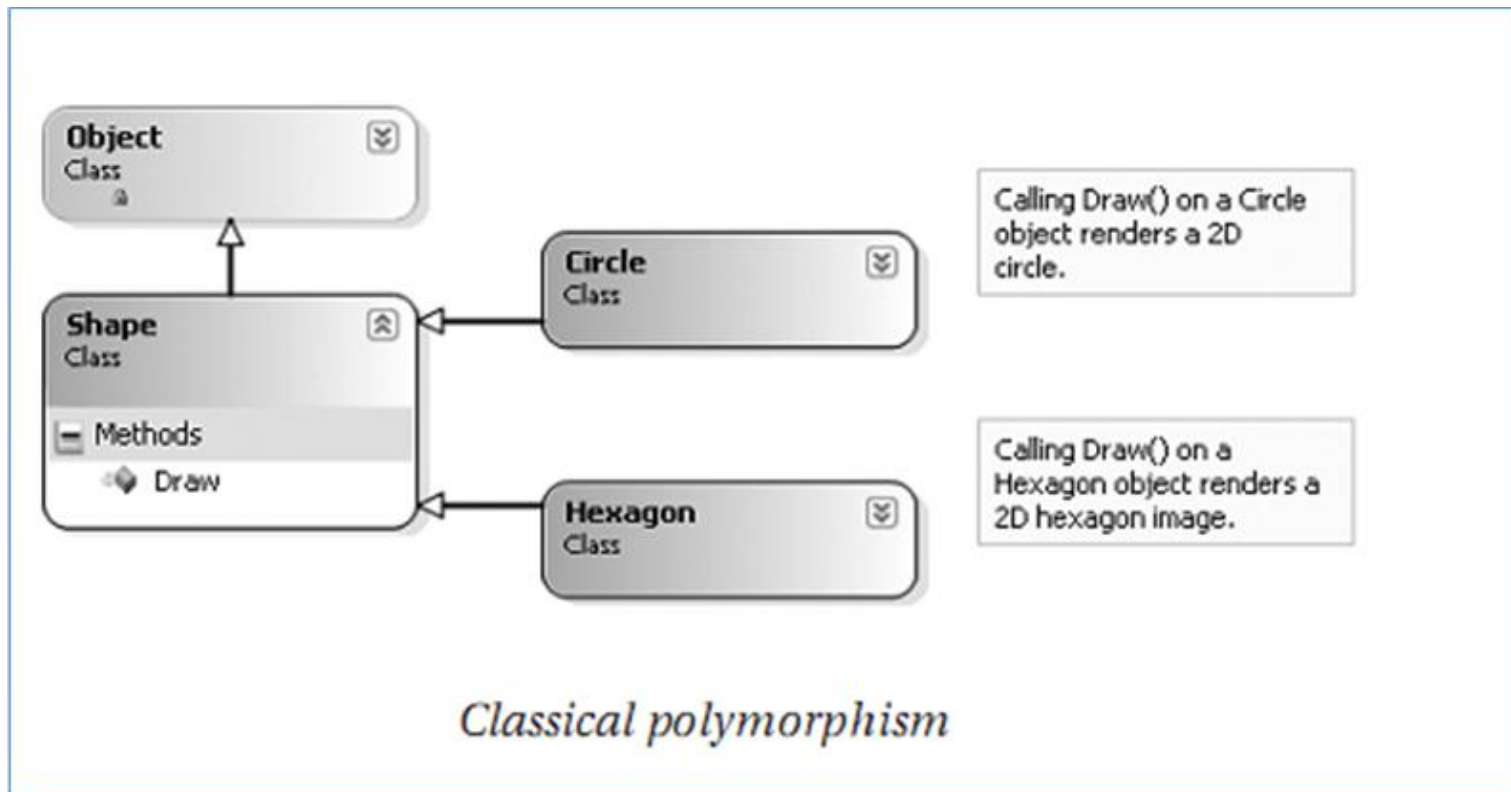 Object
Class
Shape
Class
Methods
Draw
Circle
Class
Calling Draw() on a Circle
object renders a 2D
circle.
Hexagon
Class
Calling Draw() on a
Hexagon object renders a
2D hexagon image.
Classical polymorphism